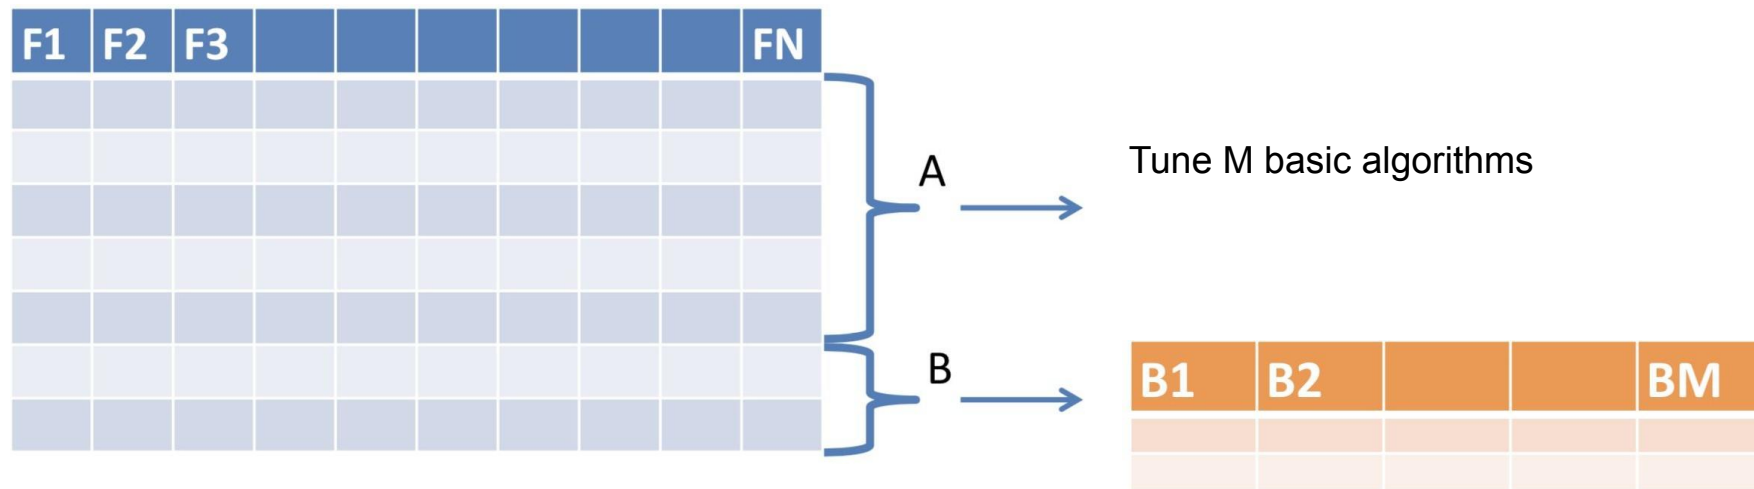 F1 F2 F3 FN
A
Tune M basic algorithms
B
B1 B2 BM